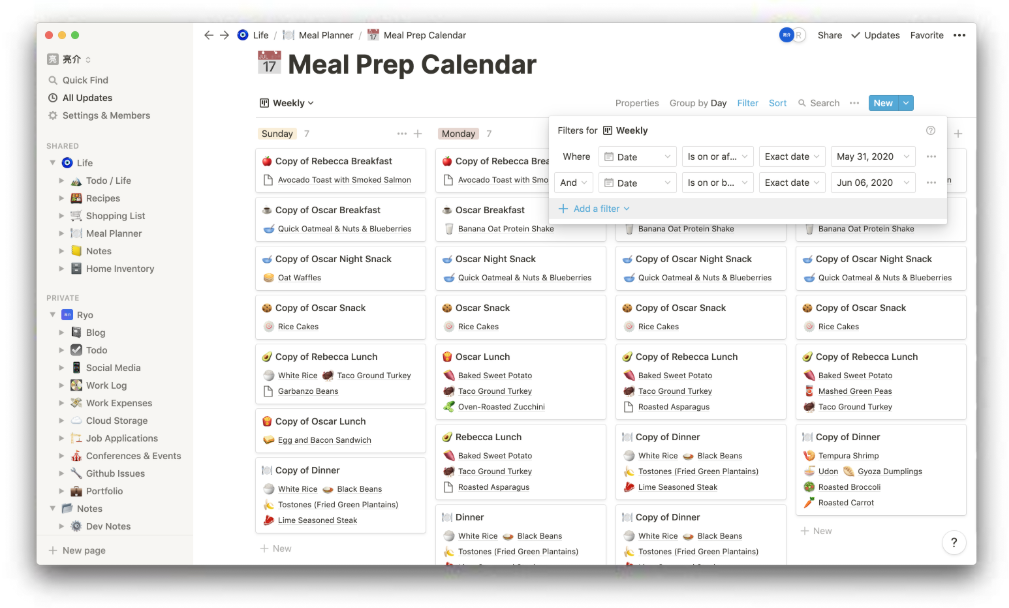 亮介
Quick Find
All Updates
Settings & Members
SHARED
Life
Todo / Life
Recipes
Shopping List
Meal Planner
Notes
Home Inventory
PRIVATE
Ryo
Blog
Todo
Social Media
Work Log
Work Expenses
Cloud Storage
Job Applications
Conferences & Events
Github Issues
Portfolio
Notes
Dev Notes
New page
Life / Meal Planner / 17 Meal Prep Calendar
R Share Updates Favorite
17 Meal Prep Calendar
Weekly
Properties Group by Day Filter Sort Search New
Filters for Weekly
Where Date Is on or af... Exact date May 31, 2020
And Date Is on or b... Exact date Jun 06, 2020
Add a filter
Sunday 7
Copy of Rebecca Breakfast
Avocado Toast with Smoked Salmon
Copy of Oscar Breakfast
Quick Oatmeal & Nuts & Blueberries
Copy of Oscar Night Snack
Oat Waffles
Copy of Oscar Snack
Rice Cakes
Copy of Rebecca Lunch
White Rice Taco Ground Turkey
Garbanzo Beans
Copy of Oscar Lunch
Egg and Bacon Sandwich
Copy of Dinner
White Rice Black Beans
Tostones (Fried Green Plantains)
Lime Seasoned Steak
New
Monday 7
Copy of Rebecca Brea
Avocado Toast with Smo
Oscar Breakfast
Banana Oat Protein Shake
Oscar Night Snack
Quick Oatmeal & Nuts & Blueberries
Oscar Snack
Rice Cakes
Oscar Lunch
Baked Sweet Potato
Taco Ground Turkey
Oven-Roasted Zucchini
Rebecca Lunch
Baked Sweet Potato
Taco Ground Turkey
Roasted Asparagus
Dinner
White Rice Black Beans
Tostones (Fried Green Plantains)
Banana Oat Protein Shake
Copy of Oscar Night Snack
Quick Oatmeal & Nuts & Blueberries
Copy of Oscar Snack
Rice Cakes
Copy of Rebecca Lunch
Baked Sweet Potato
Taco Ground Turkey
Roasted Asparagus
Copy of Dinner
White Rice Black Beans
Tostones (Fried Green Plantains)
Lime Seasoned Steak
Copy of Dinner
White Rice Black Beans
Tostones (Fried Green Plantains)
Banana Oat Protein Shake
Copy of Oscar Night Snack
Quick Oatmeal & Nuts & Blueberries
Copy of Oscar Snack
Rice Cakes
Copy of Rebecca Lunch
Baked Sweet Potato
Mashed Green Peas
Taco Ground Turkey
Copy of Dinner
Tempura Shrimp
Udon Gyoza Dumplings
Roasted Broccoli
Roasted Carrot
New
?